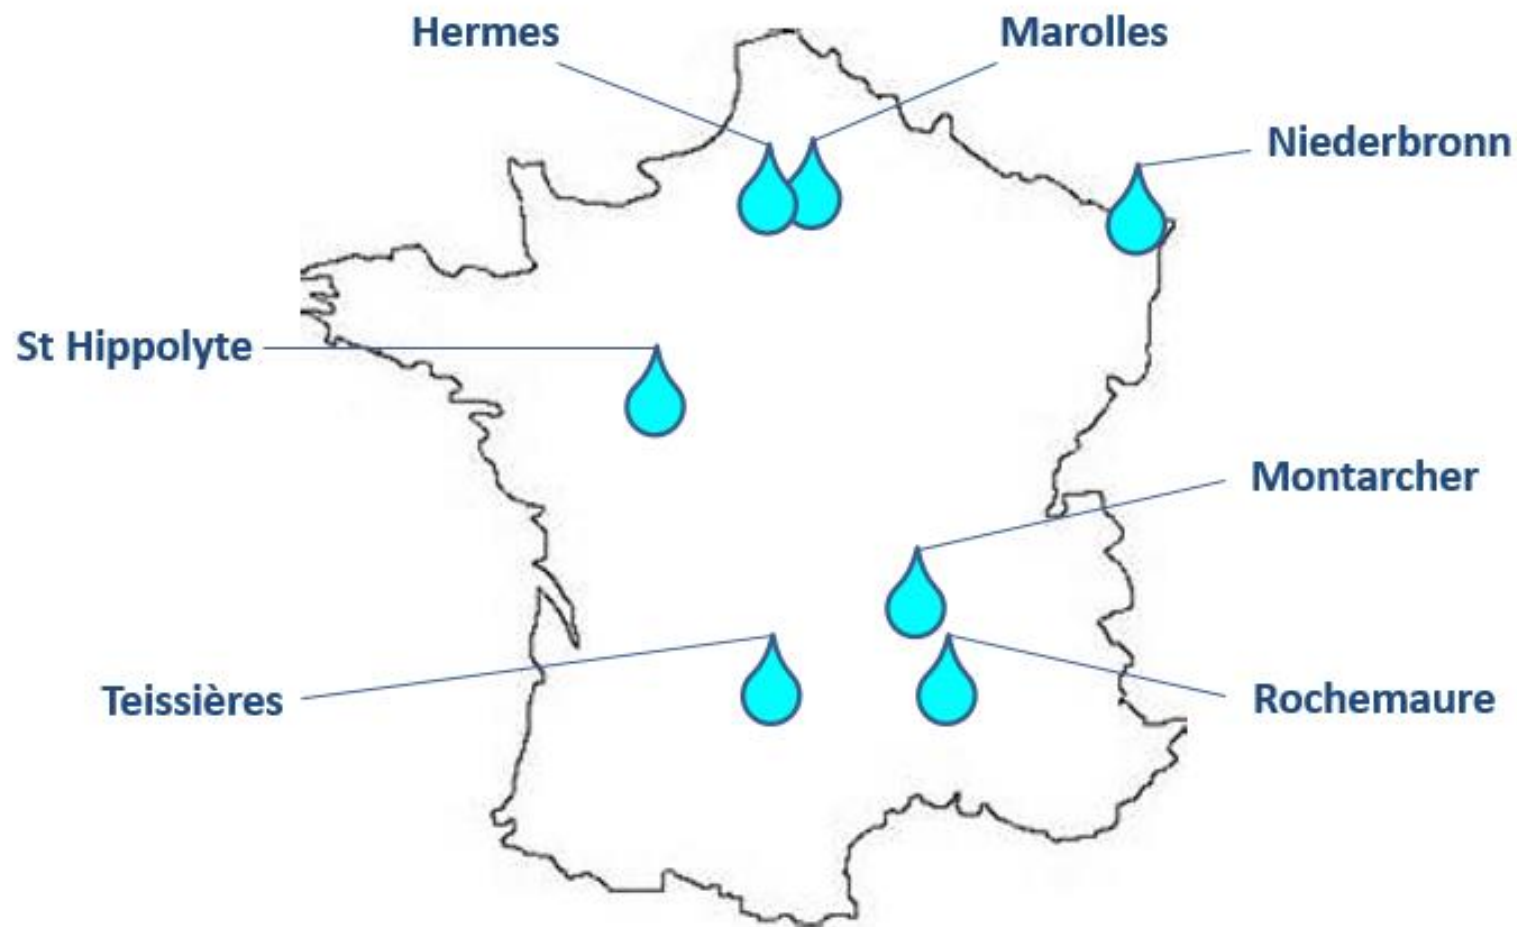 Hermes
Marolles
Niederbronn
St Hippolyte
Montarcher
Teissières
Rochemaure